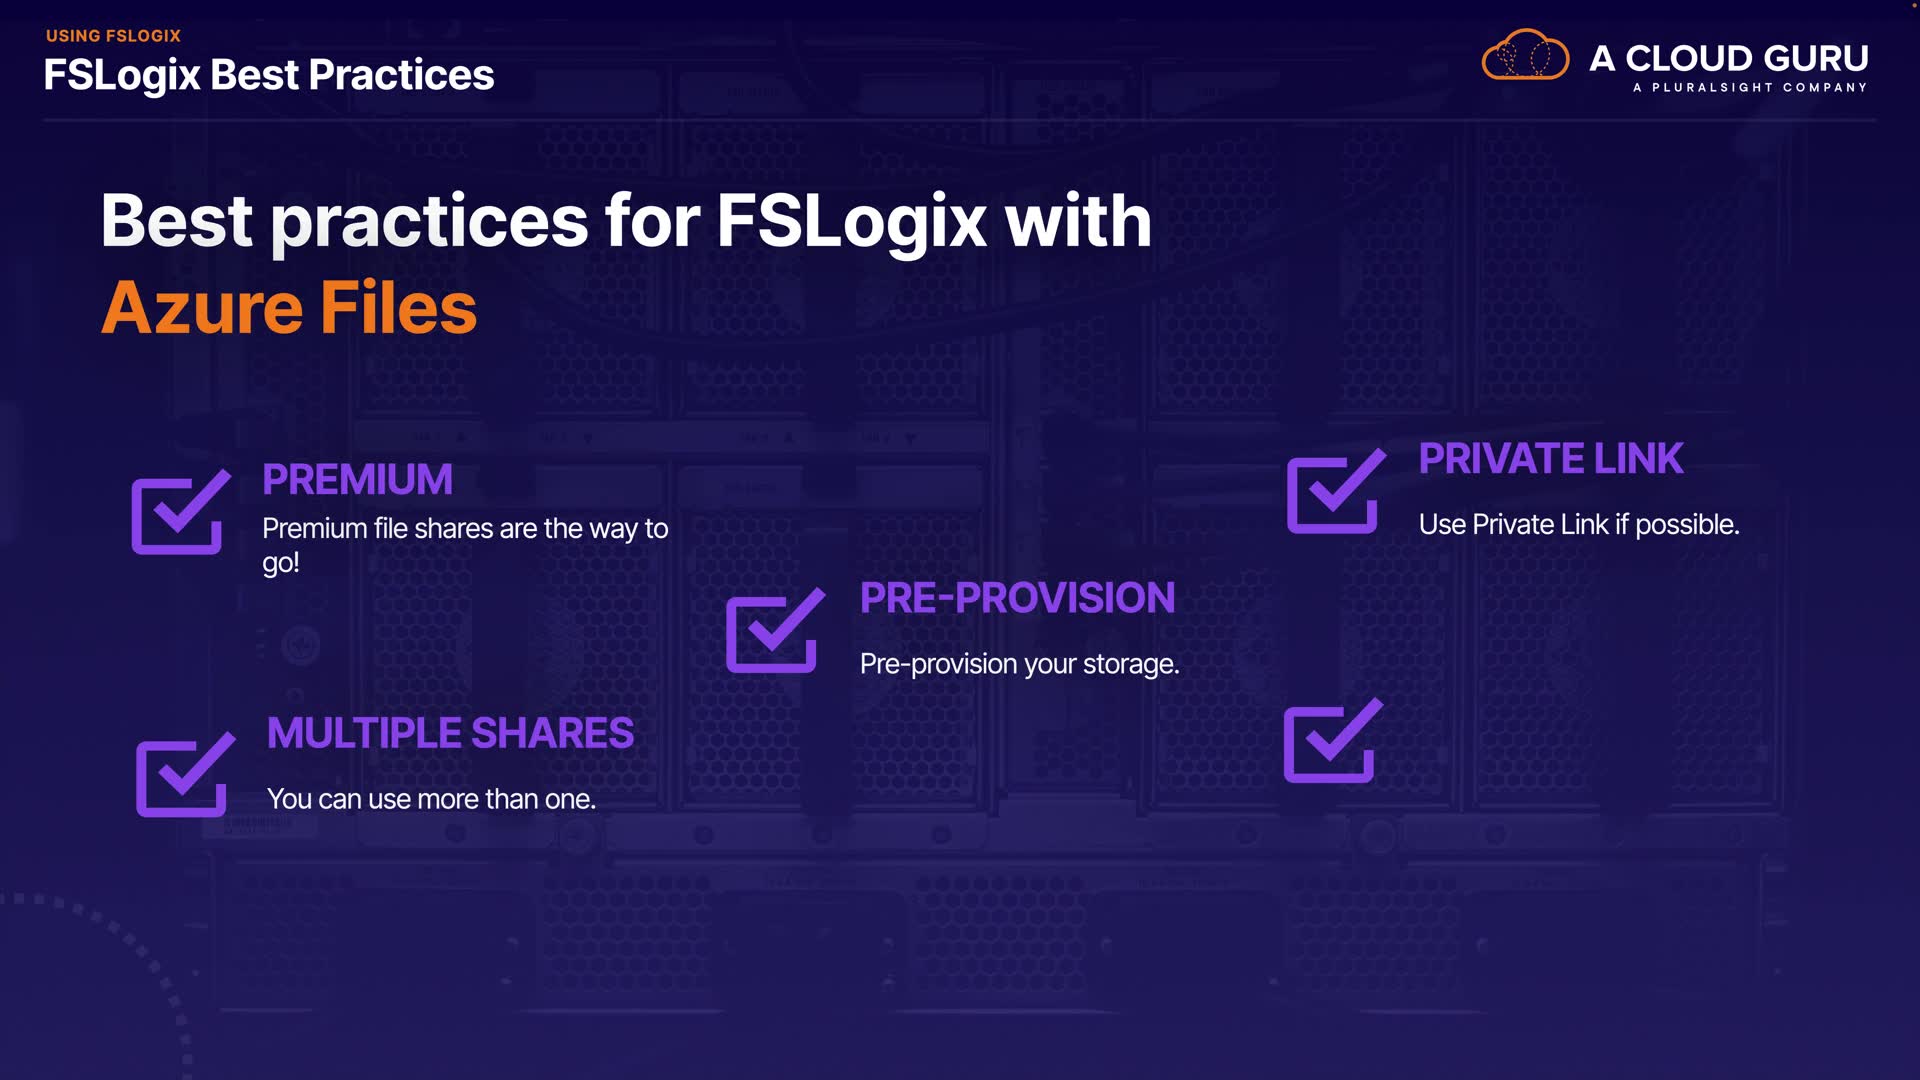 USING FSLOGIX
FSLogix Best Practices
A CLOUD GURU
A PLURALSIGHT COMPANY
Best practices for FSLogix with
Azure Files
PREMIUM
Premium file shares are the way to
go!
MULTIPLE SHARES
You can use more than one.
PRE-PROVISION
Pre-provision your storage.
PRIVATE LINK
Use Private Link if possible.